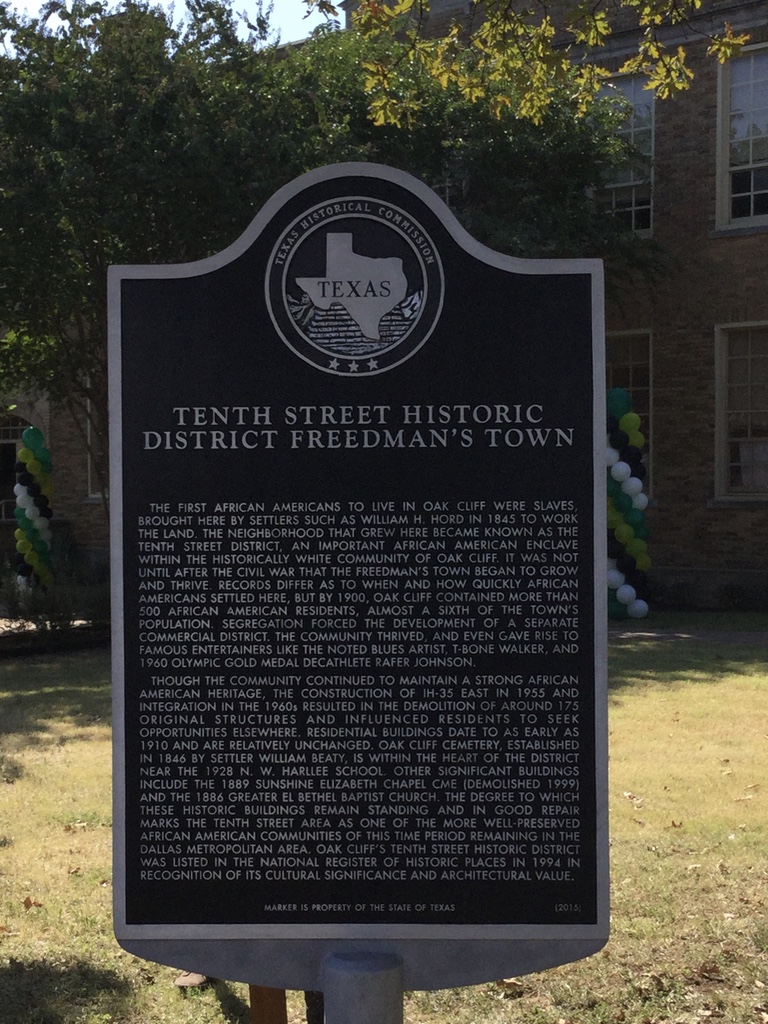 TEXAS HISTORICAL COMMISSION
TEXAS
TENTH STREET HISTORIC
DISTRICT FREEDMAN'S TOWN
THE FIRST AFRICAN AMERICANS TO LIVE IN OAK CLIFF WERE SLAVES,
BROUGHT HERE BY SETTLERS SUCH AS WILLIAM H. HORD IN 1845 TO WORK
THE LAND. THE NEIGHBORHOOD THAT GREW HERE BECAME KNOWN AS THE
TENTH STREET DISTRICT, AN IMPORTANT AFRICAN AMERICAN ENCLAVE
WITHIN THE HISTORICALLY WHITE COMMUNITY OF OAK CLIFF. IT WAS NOT
UNTIL AFTER THE CIVIL WAR THAT THE FREEDMAN'S TOWN BEGAN TO GROW
AND THRIVE. RECORDS DIFFER AS TO WHEN AND HOW QUICKLY AFRICAN
AMERICANS SETTLED HERE, BUT BY 1900, OAK CLIFF CONTAINED MORE THAN
500 AFRICAN AMERICAN RESIDENTS, ALMOST A SIXTH OF THE TOWN'S
POPULATION. SEGREGATION FORCED THE DEVELOPMENT OF A SEPARATE
COMMERCIAL DISTRICT. THE COMMUNITY THRIVED, AND EVEN GAVE RISE TO
FAMOUS ENTERTAINERS LIKE THE NOTED BLUES ARTIST, T-BONE WALKER, AND
1960 OLYMPIC GOLD MEDAL DECATHLETE RAFER JOHNSON.
THOUGH THE COMMUNITY CONTINUED TO MAINTAIN A STRONG AFRICAN
AMERICAN HERITAGE, THE CONSTRUCTION OF IH-35 EAST IN 1955 AND
INTEGRATION IN THE 1960s RESULTED IN THE DEMOLITION OF AROUND 175
ORIGINAL STRUCTURES AND INFLUENCED RESIDENTS TO SEEK
OPPORTUNITIES ELSEWHERE. RESIDENTIAL BUILDINGS DATE TO AS EARLY AS
1910 AND ARE RELATIVELY UNCHANGED. OAK CLIFF CEMETERY, ESTABLISHED
IN 1846 BY SETTLER WILLIAM BEATY, IS WITHIN THE HEART OF THE DISTRICT
NEAR THE 1928 N. W. HARLLEE SCHOOL. OTHER SIGNIFICANT BUILDINGS
INCLUDE THE 1889 SUNSHINE ELIZABETH CHAPEL CME (DEMOLISHED 1999)
AND THE 1886 GREATER EL BETHEL BAPTIST CHURCH. THE DEGREE TO WHICH
THESE HISTORIC BUILDINGS REMAIN STANDING AND IN GOOD REPAIR
MARKS THE TENTH STREET AREA AS ONE OF THE MORE WELL-PRESERVED
AFRICAN AMERICAN COMMUNITIES OF THIS TIME PERIOD REMAINING IN THE
DALLAS METROPOLITAN AREA. OAK CLIFF'S TENTH STREET HISTORIC DISTRICT
WAS LISTED IN THE NATIONAL REGISTER OF HISTORIC PLACES IN 1994 IN
RECOGNITION OF ITS CULTURAL SIGNIFICANCE AND ARCHITECTURAL VALUE.
MARKER IS PROPERTY OF THE STATE OF TEXAS (2015)